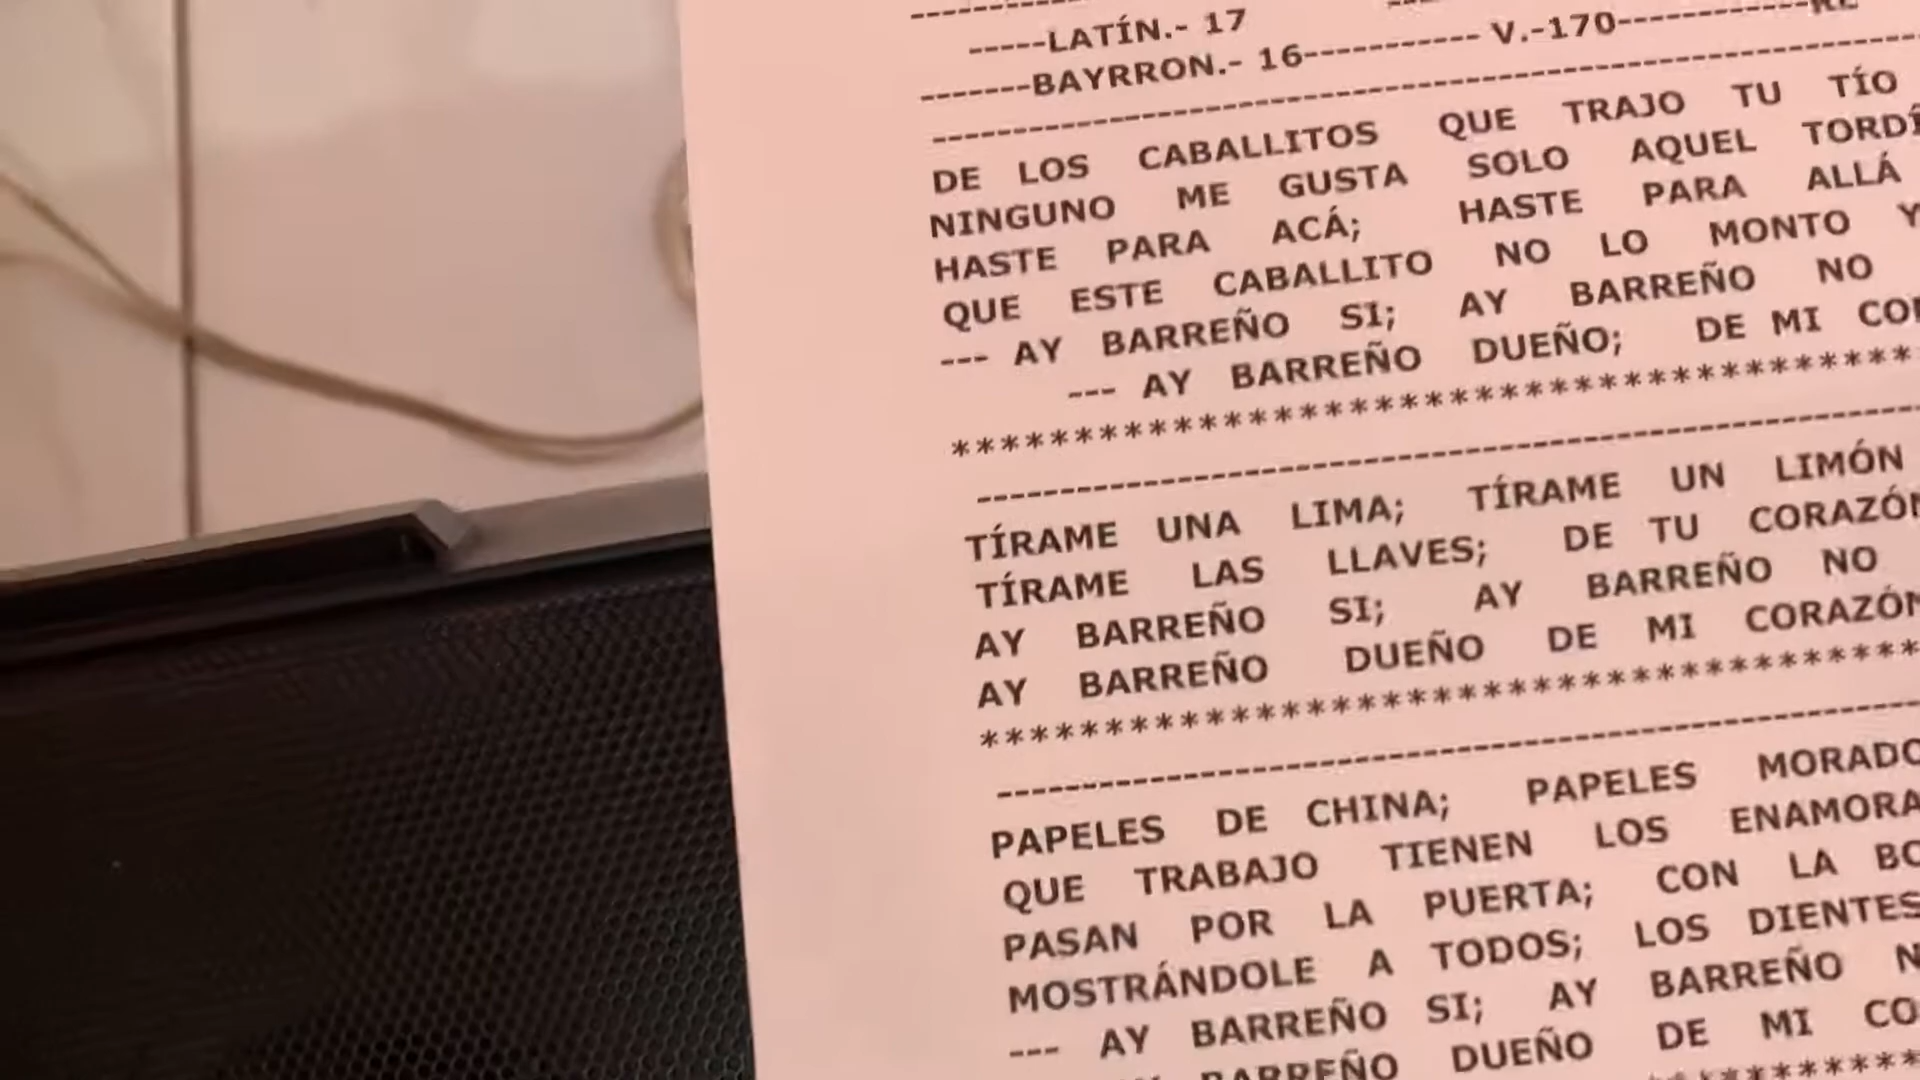 -----LATÍN.- 17
-------BAYRRON.- 16----------- V.-170-----------
DE LOS CABALLITOS QUE TRAJO TU TÍO
NINGUNO ME GUSTA SOLO AQUEL
HASTE PARA ACÁ; HASTE PARA ALLÁ
QUE ESTE CABALLITO NO LO MONTO Y
--- AY BARREÑO SI; AY BARREÑO NO
--- AY BARREÑO DUEÑO; DE MI
*****************************************
TÍRAME UNA LIMA; TÍRAME UN LIMÓN
TÍRAME LAS LLAVES; DE TU CORAZÓN
AY BARREÑO SI; AY BARREÑO NO
AY BARREÑO DUEÑO DE MI CORAZÓN
****************************************
PAPELES DE CHINA; PAPELES
QUE TRABAJO TIENEN LOS
PASAN POR LA PUERTA; CON LA
MOSTRÁNDOLE A TODOS; LOS DIENTES
--- AY BARREÑO SI; AY BARREÑO
BARREÑO DUEÑO DE MI